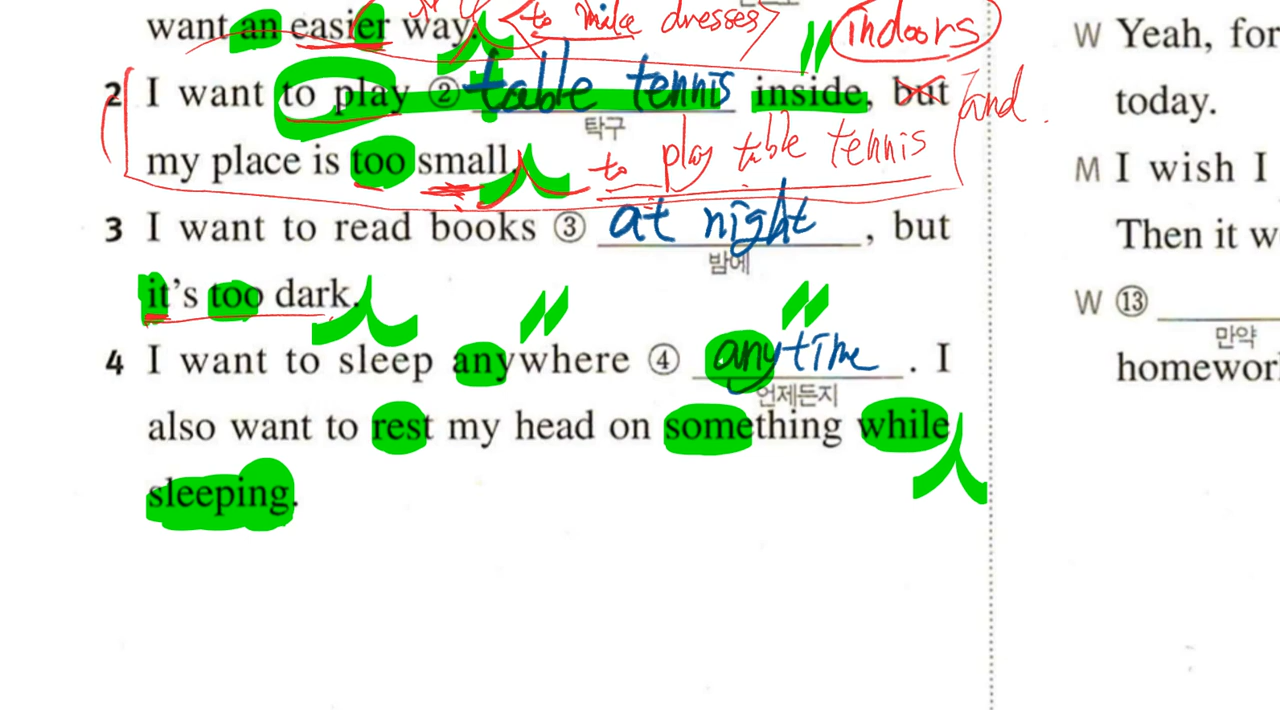 want an easier way. to make dresses indoors
2 I want to play ② table tennis inside, but and
탁구
my place is too small. to play table tennis
3 I want to read books ③ at night, but
밤에
it's too dark.
4 I want to sleep anywhere ④ anytime. I
언제든지
also want to rest my head on something while
sleeping.
W Yeah, for
today.
M I wish I
Then it w
W ⑬
만약
homewor